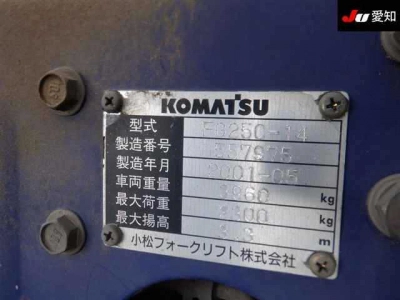 JU 愛知
KOMATSU
型式
製造番号
製造年月 2001-05
車両重量 kg
最大荷重 kg
最大揚高 m
小松フォークリフト株式会社